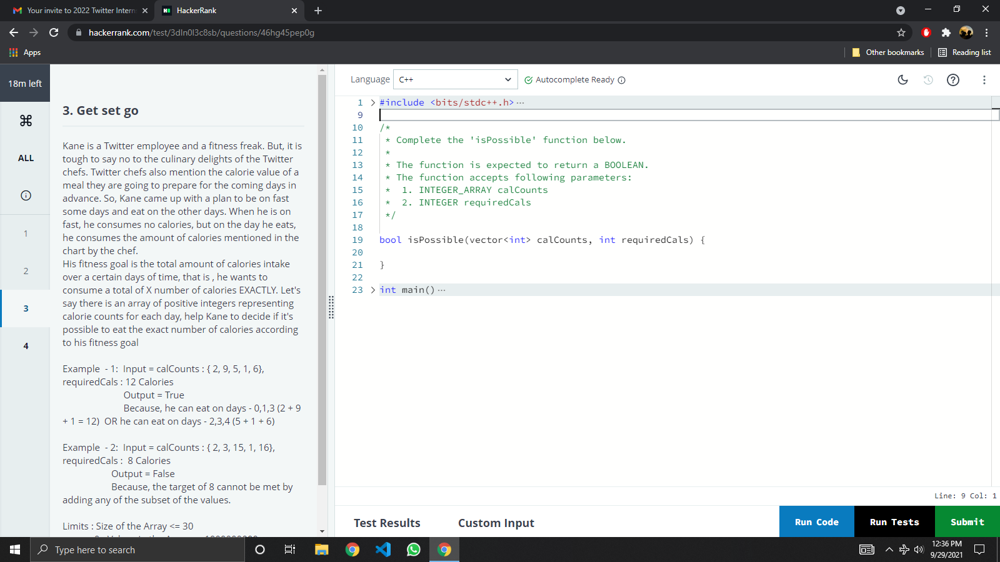 Your invite to 2022 Twitter Intern
HackerRank
hackerrank.com/test/3dln0l3c8sb/questions/46hg45pep0g
Apps
Other bookmarks
Reading list
18m left
ALL
1
2
3
4
3. Get set go
Kane is a Twitter employee and a fitness freak. But, it is
tough to say no to the culinary delights of the Twitter
chefs. Twitter chefs also mention the calorie value of a
meal they are going to prepare for the coming days in
advance. So, Kane came up with a plan to be on fast
some days and eat on the other days. When he is on
fast, he consumes no calories, but on the day he eats,
he consumes the amount of calories mentioned in the
chart by the chef.
His fitness goal is the total amount of calories intake
over a certain days of time, that is , he wants to
consume a total of X number of calories EXACTLY. Let's
say there is an array of positive integers representing
calorie counts for each day, help Kane to decide if it's
possible to eat the exact number of calories according
to his fitness goal
Example - 1: Input = calCounts : { 2, 9, 5, 1, 6},
requiredCals : 12 Calories
Output = True
Because, he can eat on days - 0,1,3 (2 + 9
+ 1 = 12) OR he can eat on days - 2,3,4 (5 + 1 + 6)
Example - 2: Input = calCounts : { 2, 3, 15, 1, 16},
requiredCals : 8 Calories
Output = False
Because, the target of 8 cannot be met by
adding any of the subset of the values.
Limits : Size of the Array <= 30
Language
C++
Autocomplete Ready
1 #include <bits/stdc++.h>⋯
9
10 /*
11 * Complete the 'isPossible' function below.
12 *
13 * The function is expected to return a BOOLEAN.
14 * The function accepts following parameters:
15 * 1. INTEGER_ARRAY calCounts
16 * 2. INTEGER requiredCals
17 */
18
19 bool isPossible(vector<int> calCounts, int requiredCals) {
20
21 }
22
23 int main()⋯
Line: 9 Col: 1
Test Results
Custom Input
Run Code
Run Tests
Submit
Type here to search
12:36 PM
9/29/2021